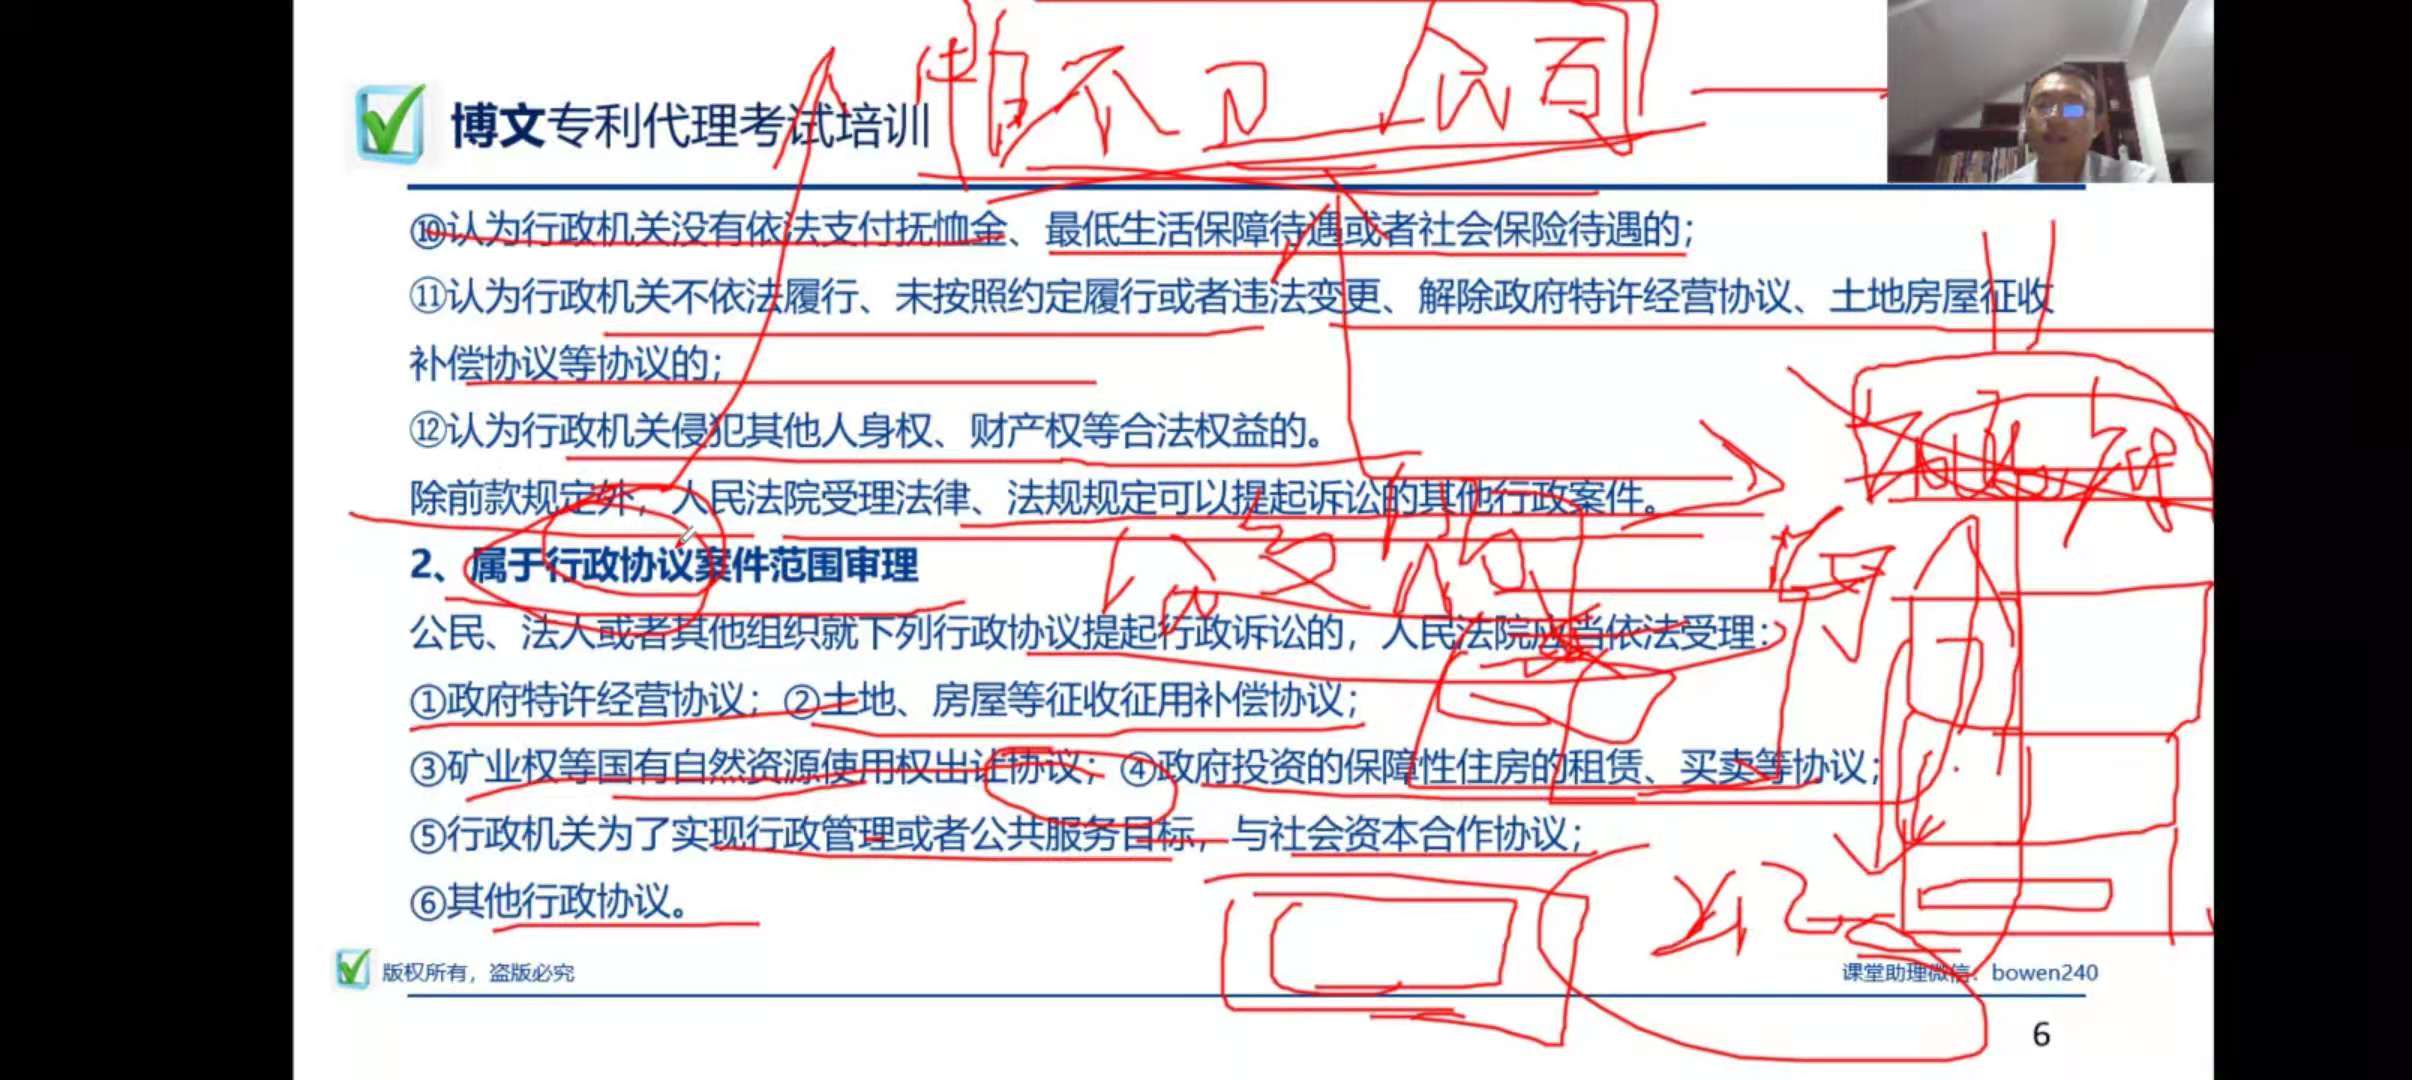 博文专利代理考试培训
⑩认为行政机关没有依法支付抚恤金、最低生活保障待遇或者社会保险待遇的；
⑪认为行政机关不依法履行、未按照约定履行或者违法变更、解除政府特许经营协议、土地房屋征收
补偿协议等协议的；
⑫认为行政机关侵犯其他人身权、财产权等合法权益的。
除前款规定外，人民法院受理法律、法规规定可以提起诉讼的其他行政案件。
2、属于行政协议案件范围审理
公民、法人或者其他组织就下列行政协议提起行政诉讼的，人民法院应当依法受理：
①政府特许经营协议；②土地、房屋等征收征用补偿协议；
③矿业权等国有自然资源使用权出让协议；④政府投资的保障性住房的租赁、买卖等协议；
⑤行政机关为了实现行政管理或者公共服务目标，与社会资本合作协议；
⑥其他行政协议。
版权所有，盗版必究
课堂助理微信：bowen240
6